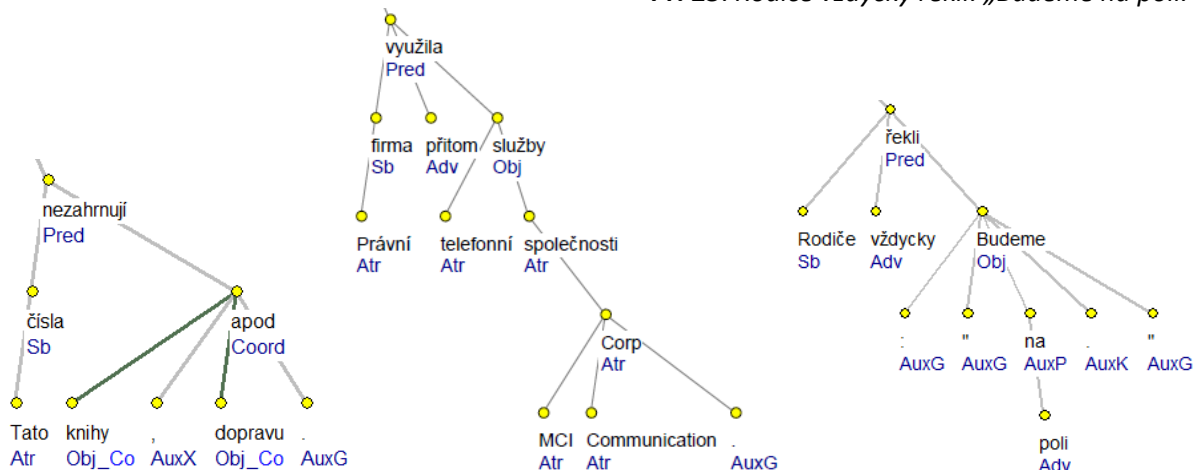 Rodiče vždycky řekli: „Budeme na poli.
nezahrnují
Pred
čísla apod
Sb Coord
Tato knihy , dopravu .
Atr Obj_Co AuxX Obj_Co AuxG
využila
Pred
firma přitom služby
Sb Adv Obj
Právní telefonní společnosti
Atr Atr Atr
Corp
Atr
MCI Communication .
Atr Atr AuxG
řekli
Pred
Rodiče vždycky Budeme
Sb Adv Obj
: " na . "
AuxG AuxG AuxP AuxK AuxG
poli
Adv